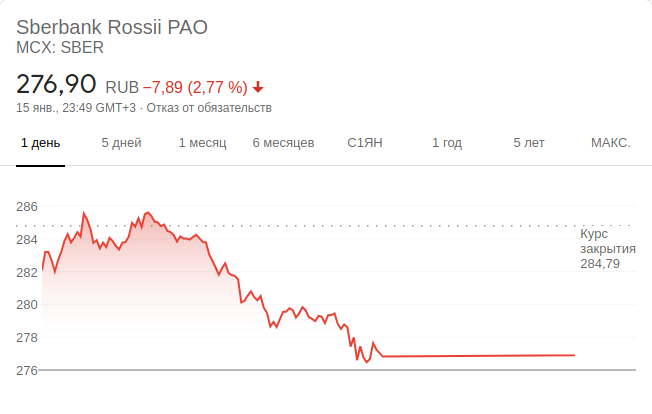 Sberbank Rossii PAO
MCX: SBER
276,90 RUB −7,89 (2,77 %)
15 янв., 23:49 GMT+3 · Отказ от обязательств
1 день 5 дней 1 месяц 6 месяцев С1ЯН 1 год 5 лет МАКС.
286
284
282
280
278
276
Курс
закрытия
284,79